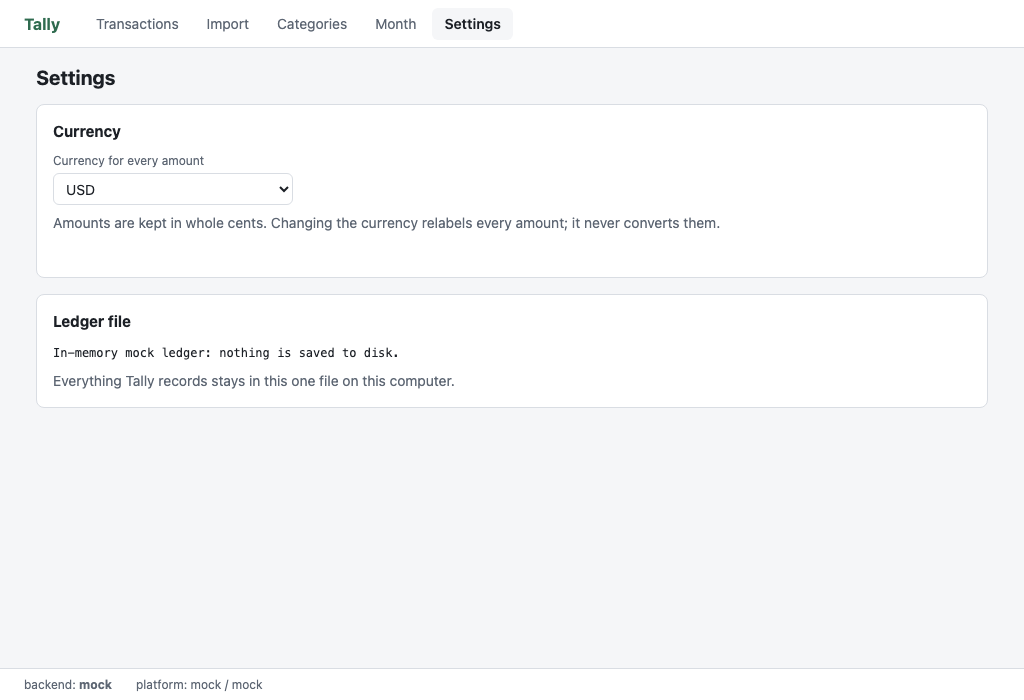 Tally Transactions Import Categories Month Settings
Settings
Currency
Currency for every amount
USD
Amounts are kept in whole cents. Changing the currency relabels every amount; it never converts them.
Ledger file
In-memory mock ledger: nothing is saved to disk.
Everything Tally records stays in this one file on this computer.
backend: mock platform: mock / mock